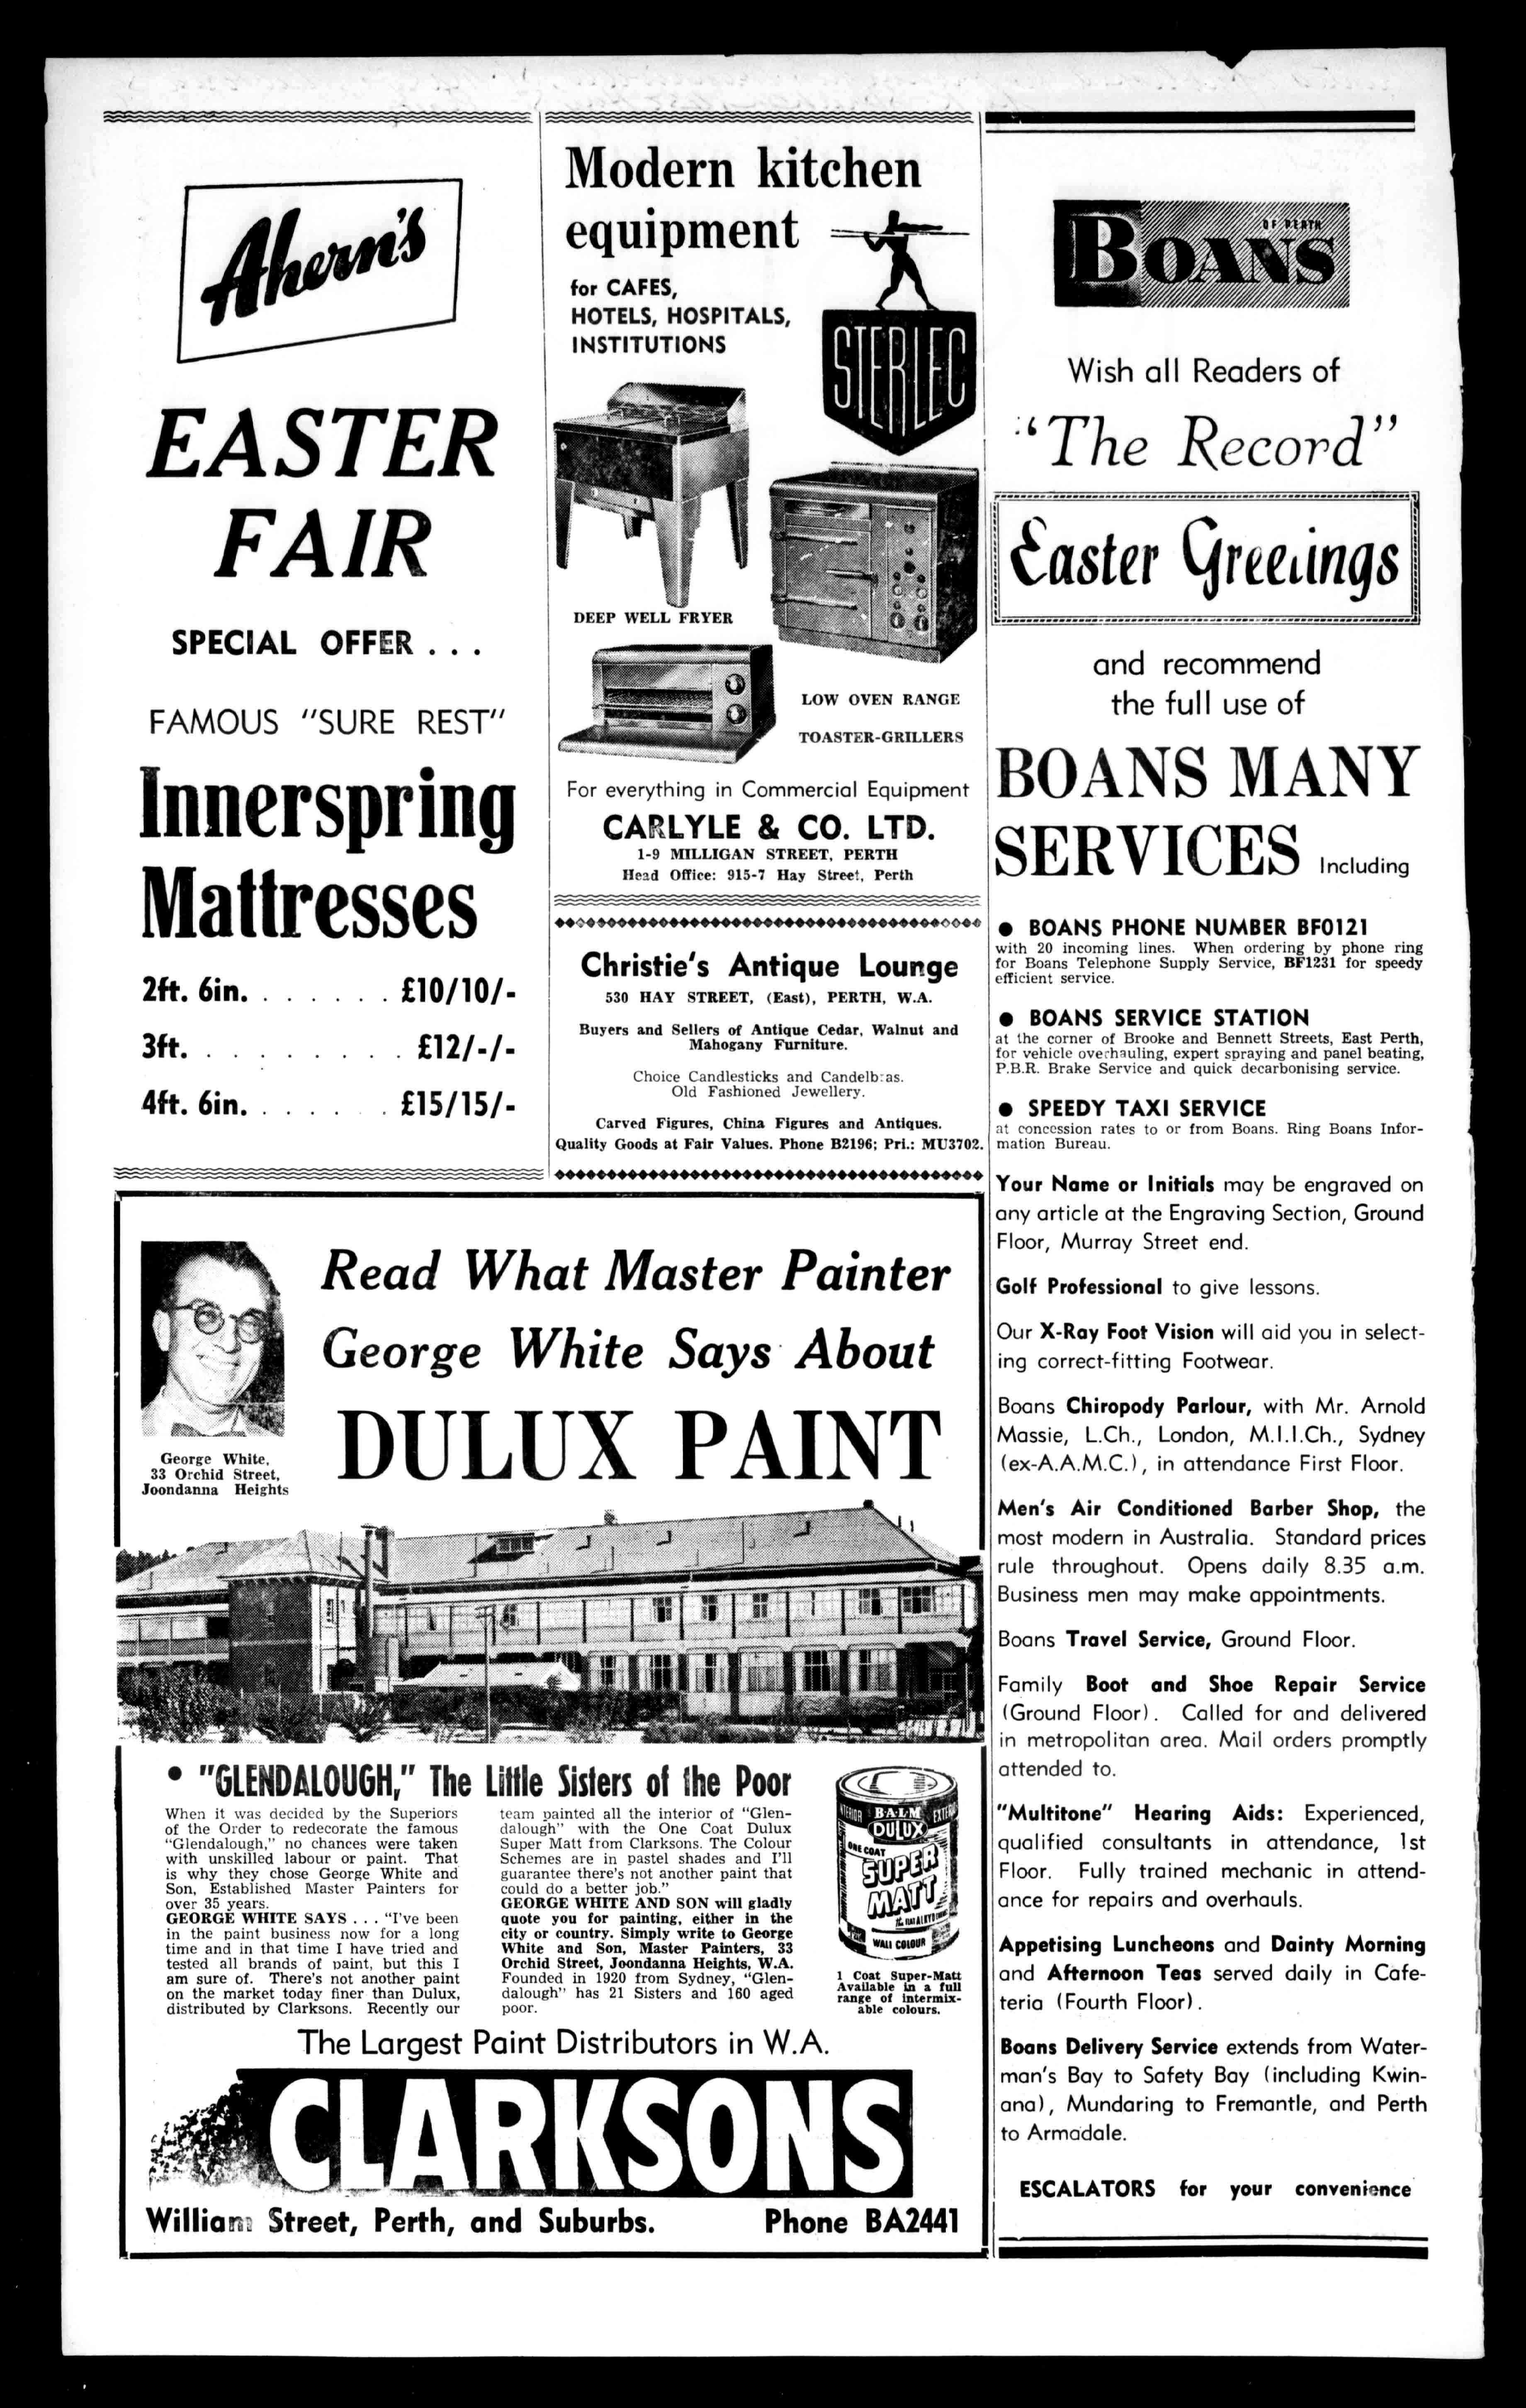 Ahern's
EASTER
FAIR
SPECIAL OFFER . . .
FAMOUS "SURE REST"
Innerspring
Mattresses
2ft. 6in. . . . . . . . £10/10/-
3ft. . . . . . . . . . £12/-/-
4ft. 6in. . . . . . . . £15/15/-
Modern kitchen
equipment
for CAFES,
HOTELS, HOSPITALS,
INSTITUTIONS
STERLEC
DEEP WELL FRYER
LOW OVEN RANGE
TOASTER-GRILLERS
For everything in Commercial Equipment
CARLYLE & CO. LTD.
1-9 MILLIGAN STREET, PERTH
Head Office: 915-7 Hay Street, Perth
Christie's Antique Lounge
530 HAY STREET, (East), PERTH, W.A.
Buyers and Sellers of Antique Cedar, Walnut and
Mahogany Furniture.
Choice Candlesticks and Candelbras.
Old Fashioned Jewellery.
Carved Figures, China Figures and Antiques.
Quality Goods at Fair Values. Phone B2196; Pri.: MU3702.
Read What Master Painter
George White Says About
DULUX PAINT
George White,
33 Orchid Street,
Joondanna Heights
• "GLENDALOUGH," The Little Sisters of the Poor
When it was decided by the Superiors
of the Order to redecorate the famous
"Glendalough," no chances were taken
with unskilled labour or paint. That
is why they chose George White and
Son, Established Master Painters for
over 35 years.
GEORGE WHITE SAYS . . . "I've been
in the paint business now for a long
time and in that time I have tried and
tested all brands of paint, but this I
am sure of. There's not another paint
on the market today finer than Dulux,
distributed by Clarksons. Recently our
team painted all the interior of "Glen-
dalough" with the One Coat Dulux
Super Matt from Clarksons. The Colour
Schemes are in pastel shades and I'll
guarantee there's not another paint that
could do a better job."
GEORGE WHITE AND SON will gladly
quote you for painting, either in the
city or country. Simply write to George
White and Son, Master Painters, 33
Orchid Street, Joondanna Heights, W.A.
Founded in 1920 from Sydney, "Glen-
dalough" has 21 Sisters and 160 aged
poor.
B.A.L.M
DULUX
ONE COAT
SUPER
MATT
WALL COLOUR
1 Coat Super-Matt
Available in a full
range of intermix-
able colours.
The Largest Paint Distributors in W.A.
CLARKSONS
William Street, Perth, and Suburbs. Phone BA2441
BOANS
OF PERTH
Wish all Readers of
"The Record"
Easter Greetings
and recommend
the full use of
BOANS MANY
SERVICES Including
● BOANS PHONE NUMBER BF0121
with 20 incoming lines. When ordering by phone ring
for Boans Telephone Supply Service, BF1231 for speedy
efficient service.
● BOANS SERVICE STATION
at the corner of Brooke and Bennett Streets, East Perth,
for vehicle overhauling, expert spraying and panel beating,
P.B.R. Brake Service and quick decarbonising service.
● SPEEDY TAXI SERVICE
at concession rates to or from Boans. Ring Boans Infor-
mation Bureau.
Your Name or Initials may be engraved on
any article at the Engraving Section, Ground
Floor, Murray Street end.
Golf Professional to give lessons.
Our X-Ray Foot Vision will aid you in select-
ing correct-fitting Footwear.
Boans Chiropody Parlour, with Mr. Arnold
Massie, L.Ch., London, M.I.I.Ch., Sydney
(ex-A.A.M.C.), in attendance First Floor.
Men's Air Conditioned Barber Shop, the
most modern in Australia. Standard prices
rule throughout. Opens daily 8.35 a.m.
Business men may make appointments.
Boans Travel Service, Ground Floor.
Family Boot and Shoe Repair Service
(Ground Floor). Called for and delivered
in metropolitan area. Mail orders promptly
attended to.
"Multitone" Hearing Aids: Experienced,
qualified consultants in attendance, 1st
Floor. Fully trained mechanic in attend-
ance for repairs and overhauls.
Appetising Luncheons and Dainty Morning
and Afternoon Teas served daily in Cafe-
teria (Fourth Floor).
Boans Delivery Service extends from Water-
man's Bay to Safety Bay (including Kwin-
ana), Mundaring to Fremantle, and Perth
to Armadale.
ESCALATORS for your convenience